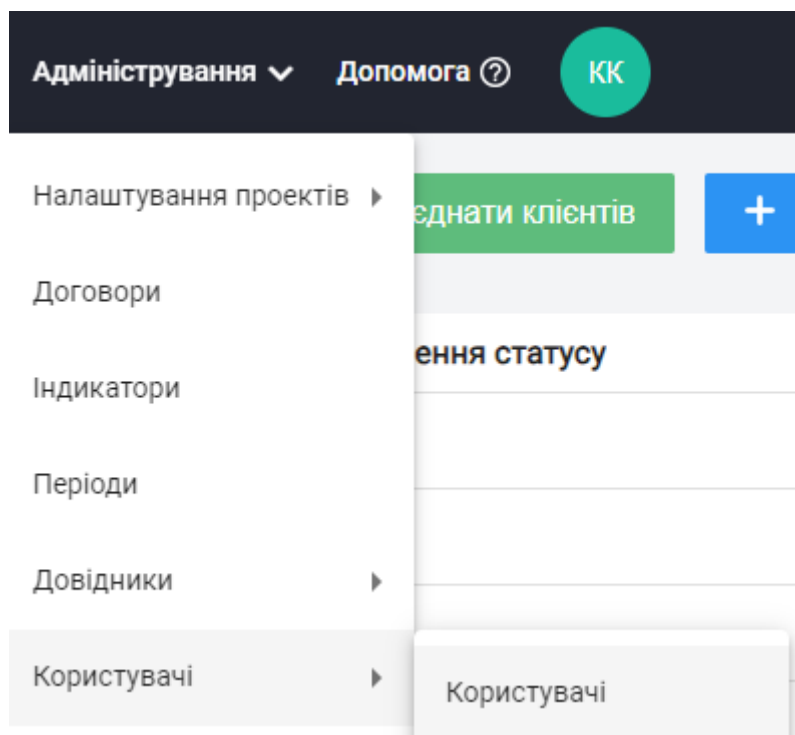 Адміністрування Допомога КК
Налаштування проектів
єднати клієнтів
Договори
ення статусу
Індикатори
Періоди
Довідники
Користувачі
Користувачі